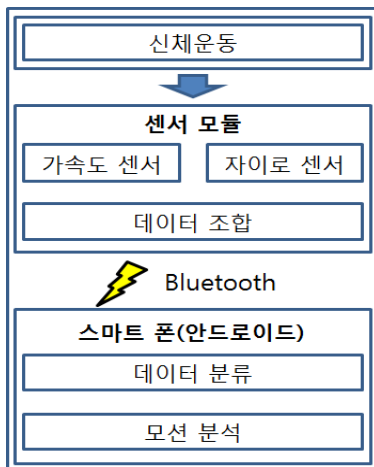 신체운동
센서 모듈
가속도 센서 자이로 센서
데이터 조합
Bluetooth
스마트 폰(안드로이드)
데이터 분류
모션 분석